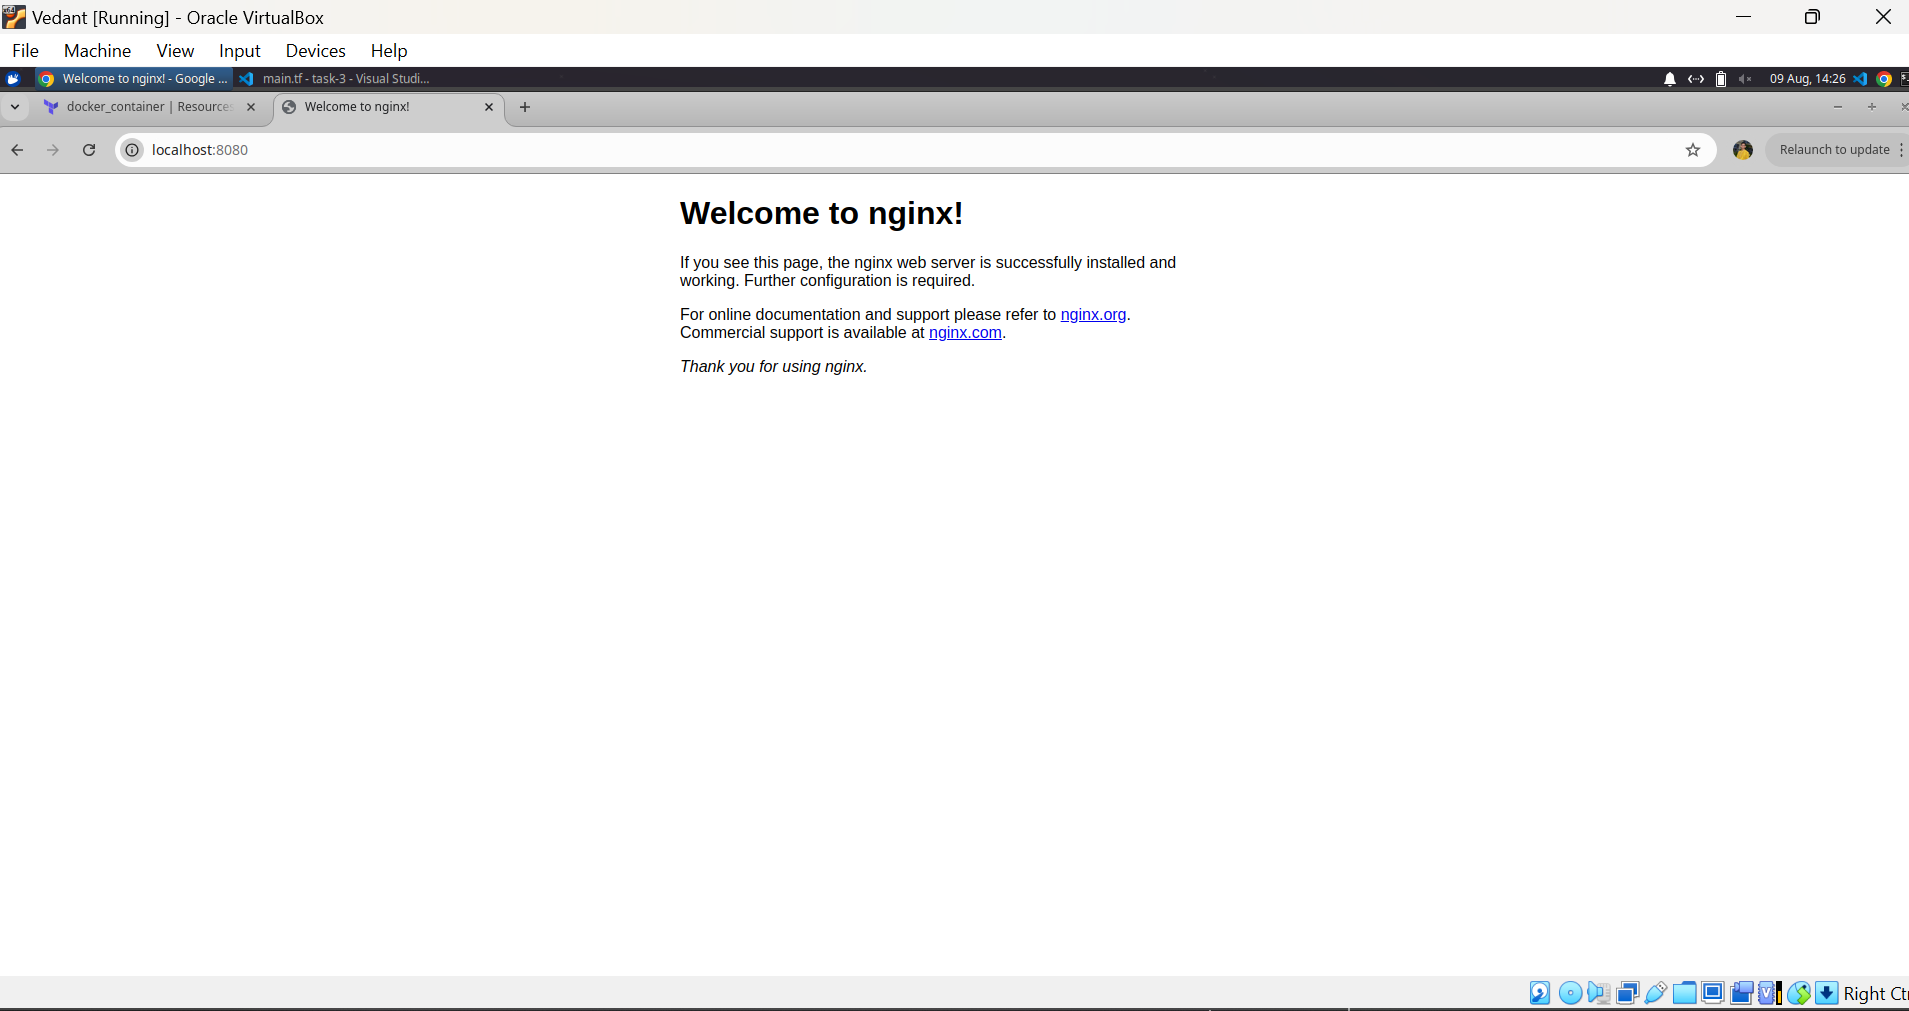 Vedant [Running] - Oracle VirtualBox
File Machine View Input Devices Help
Welcome to nginx! - Google ... main.tf - task-3 - Visual Studi... 09 Aug, 14:26
docker_container | Resources Welcome to nginx!
localhost:8080 Relaunch to update
Welcome to nginx!
If you see this page, the nginx web server is successfully installed and
working. Further configuration is required.
For online documentation and support please refer to nginx.org.
Commercial support is available at nginx.com.
Thank you for using nginx.
Right Ctr